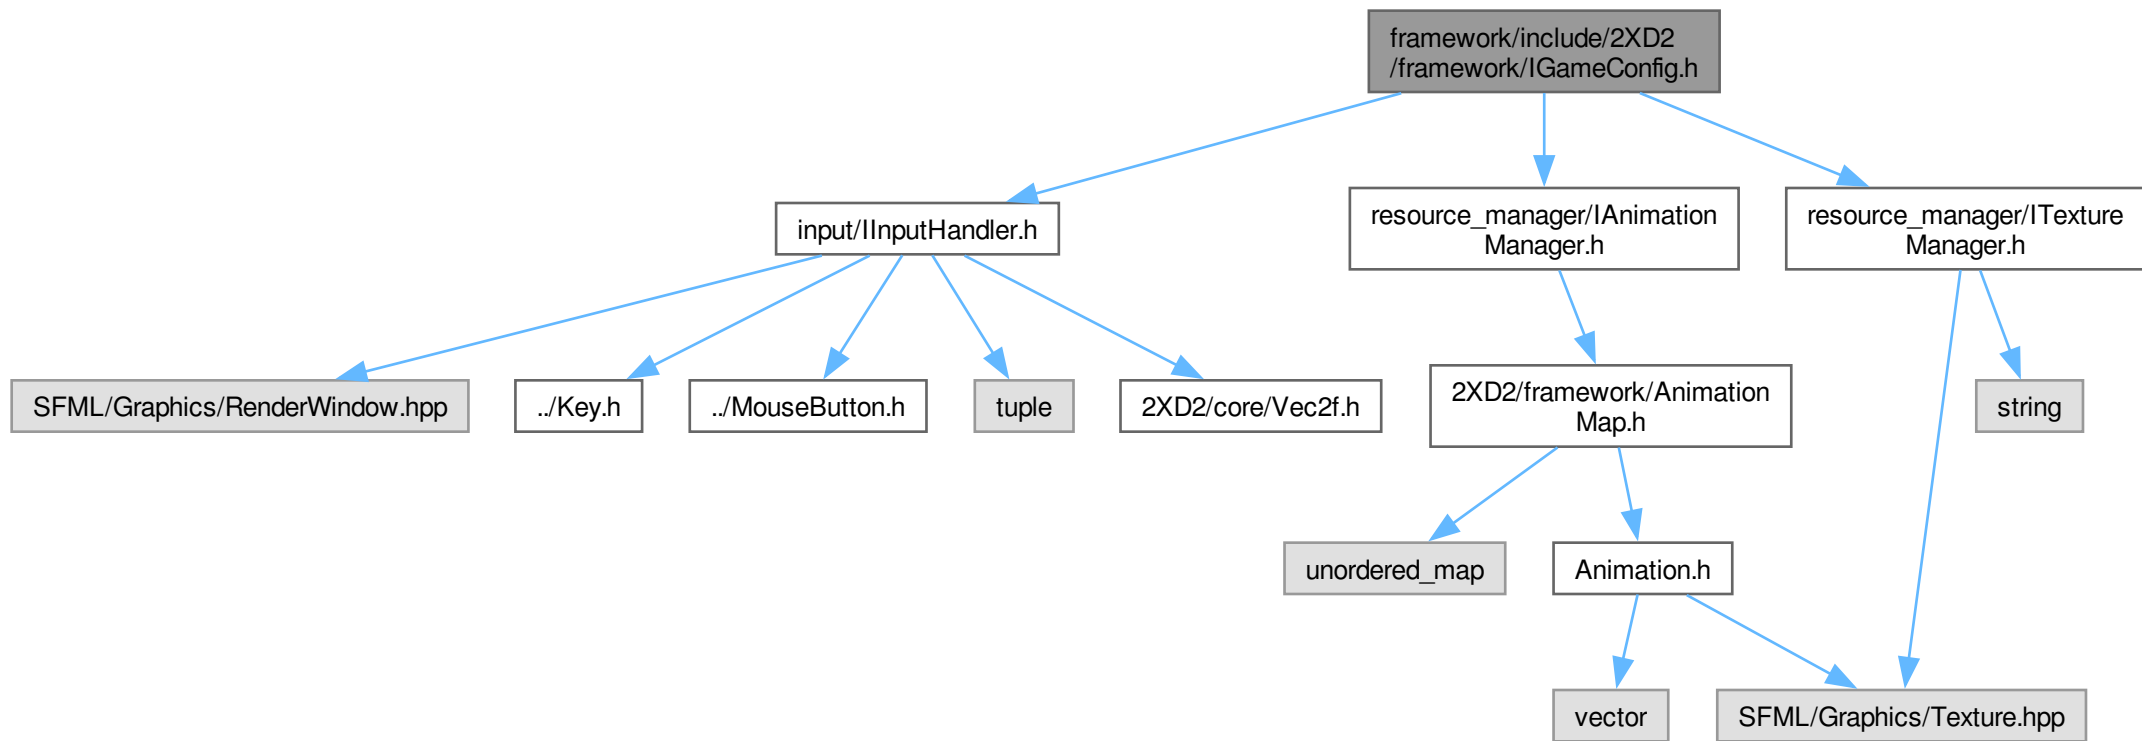 framework/include/2XD2
/framework/IGameConfig.h
input/IInputHandler.h
resource_manager/IAnimation
Manager.h
resource_manager/ITexture
Manager.h
SFML/Graphics/RenderWindow.hpp
../Key.h
../MouseButton.h
tuple
2XD2/core/Vec2f.h
2XD2/framework/Animation
Map.h
string
unordered_map
Animation.h
vector
SFML/Graphics/Texture.hpp